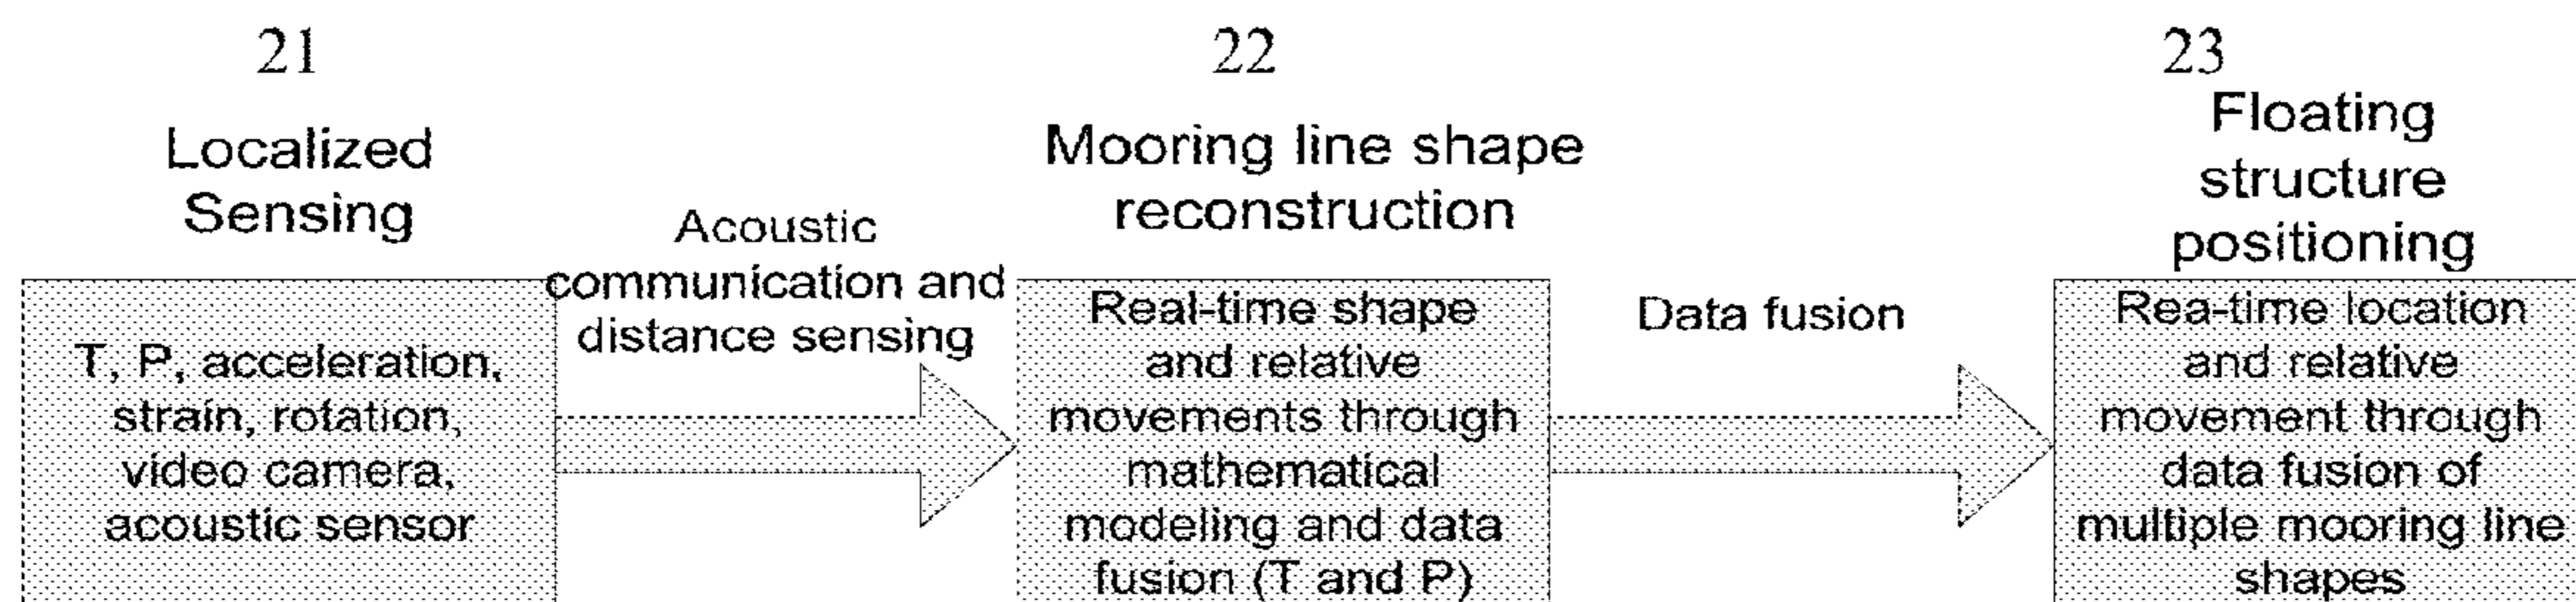 21
Localized
Sensing
T, P, acceleration,
strain, rotation,
video camera,
acoustic sensor
Acoustic
communication and
distance sensing
22
Mooring line shape
reconstruction
Real-time shape
and relative
movements through
mathematical
modeling and data
fusion (T and P)
Data fusion
23
Floating
structure
positioning
Rea-time location
and relative
movement through
data fusion of
multiple mooring line
shapes